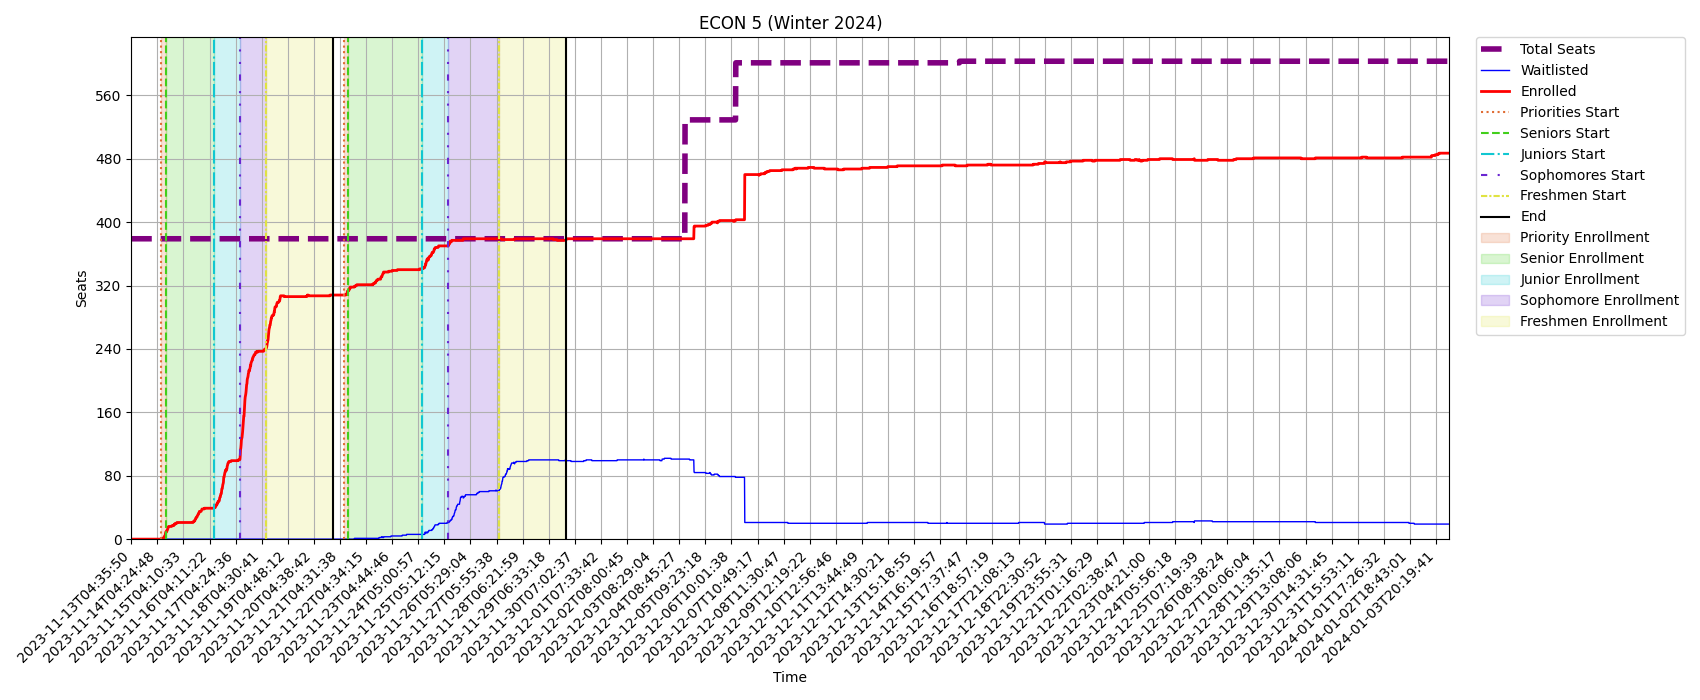 ECON 5 (Winter 2024)
Total Seats
Waitlisted
Enrolled
Priorities Start
Seniors Start
Juniors Start
Sophomores Start
Freshmen Start
End
Priority Enrollment
Senior Enrollment
Junior Enrollment
Sophomore Enrollment
Freshmen Enrollment
Seats
560
480
400
320
240
160
80
0
2023-11-13T04:35:50
2023-11-14T04:24:48
2023-11-15T04:10:33
2023-11-16T04:11:22
2023-11-17T04:24:36
2023-11-18T04:30:41
2023-11-19T04:48:12
2023-11-20T04:38:42
2023-11-21T04:31:38
2023-11-22T04:34:15
2023-11-23T04:44:46
2023-11-24T05:00:57
2023-11-25T05:12:15
2023-11-26T05:29:04
2023-11-27T05:55:38
2023-11-28T06:21:59
2023-11-29T06:33:18
2023-11-30T07:02:37
2023-12-01T07:33:42
2023-12-02T08:00:45
2023-12-03T08:29:04
2023-12-04T08:45:27
2023-12-05T09:23:18
2023-12-06T10:01:38
2023-12-07T10:49:17
2023-12-08T11:30:47
2023-12-09T12:19:22
2023-12-10T12:56:46
2023-12-11T13:44:49
2023-12-12T14:30:21
2023-12-13T15:18:55
2023-12-14T16:19:57
2023-12-15T17:37:47
2023-12-16T18:57:19
2023-12-17T21:08:13
2023-12-18T22:30:52
2023-12-19T23:55:31
2023-12-21T01:16:29
2023-12-22T02:38:47
2023-12-23T04:21:00
2023-12-24T05:56:18
2023-12-25T07:19:39
2023-12-26T08:38:24
2023-12-27T10:06:04
2023-12-28T11:35:17
2023-12-29T13:08:06
2023-12-30T14:31:45
2023-12-31T15:53:11
2024-01-01T17:26:32
2024-01-02T18:43:01
2024-01-03T20:19:41
Time